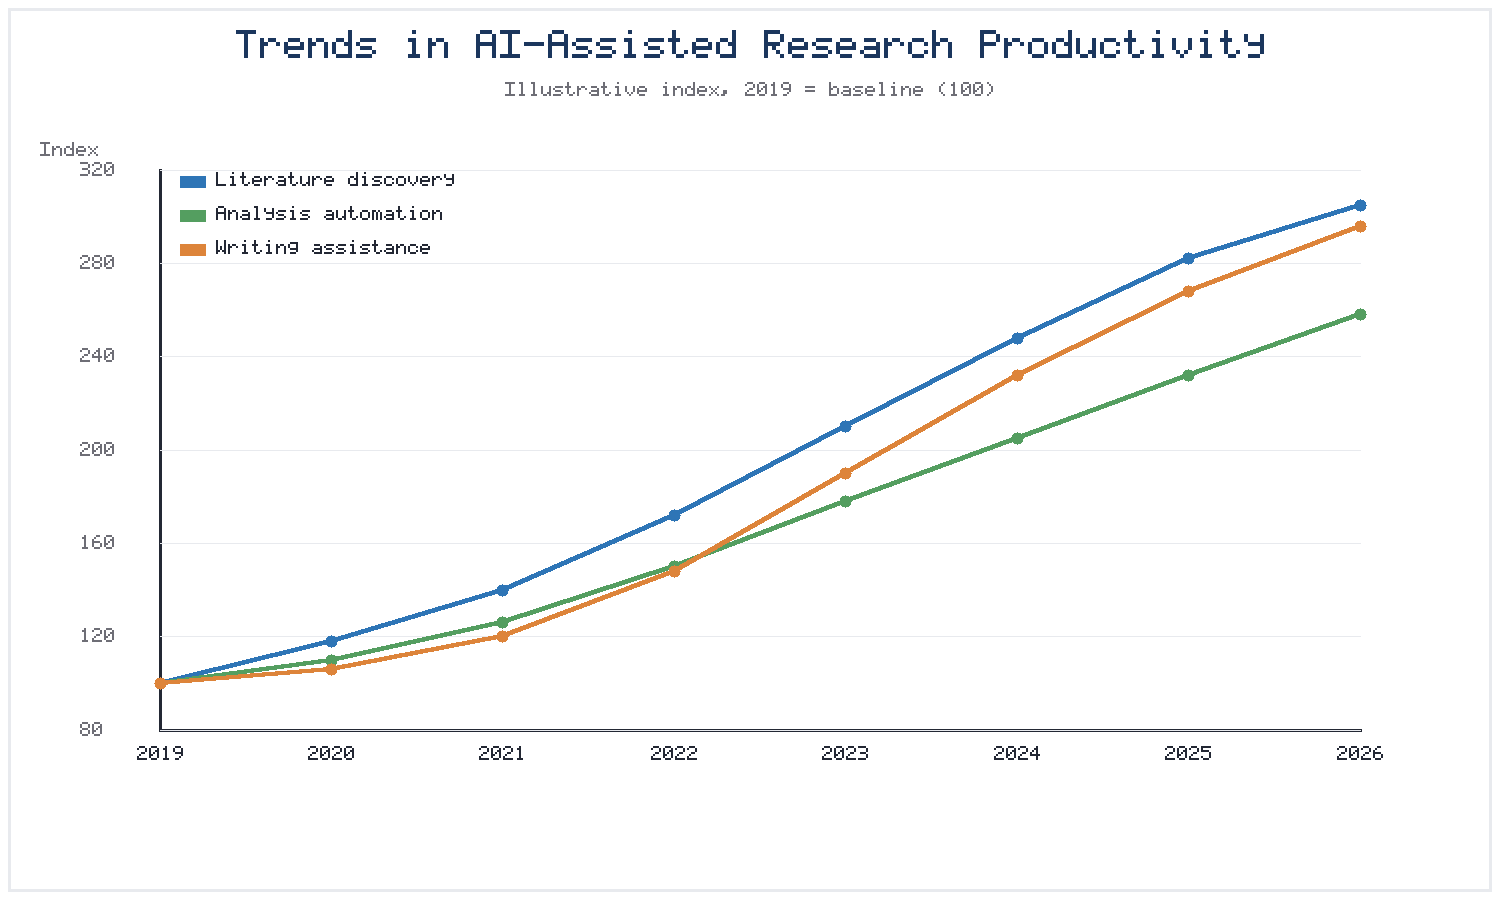 Trends in AI-Assisted Research Productivity
Illustrative index, 2019 = baseline (100)
Index
320
280
240
200
160
120
80
Literature discovery
Analysis automation
Writing assistance
2019 2020 2021 2022 2023 2024 2025 2026